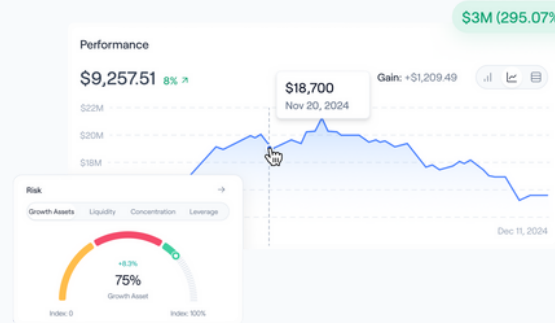 $3M (295.07%
Performance
$9,257.51 8% ↗
$18,700
Nov 20, 2024
Gain: +$1,209.49
$22M
$20M
$18M
Dec 11, 2024
Risk
Growth Assets Liquidity Concentration Leverage
+8.3%
75%
Growth Asset
Index: 0 Index: 100%